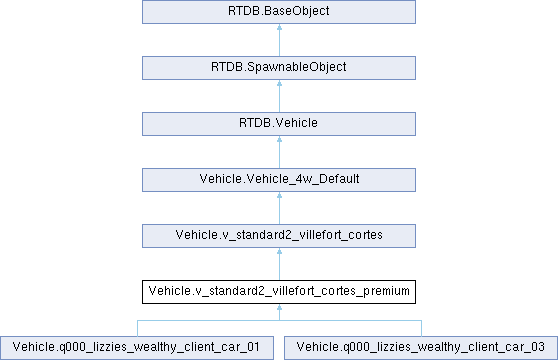 RTDB.BaseObject
RTDB.SpawnableObject
RTDB.Vehicle
Vehicle.Vehicle_4w_Default
Vehicle.v_standard2_villefort_cortes
Vehicle.v_standard2_villefort_cortes_premium
Vehicle.q000_lizzies_wealthy_client_car_01
Vehicle.q000_lizzies_wealthy_client_car_03